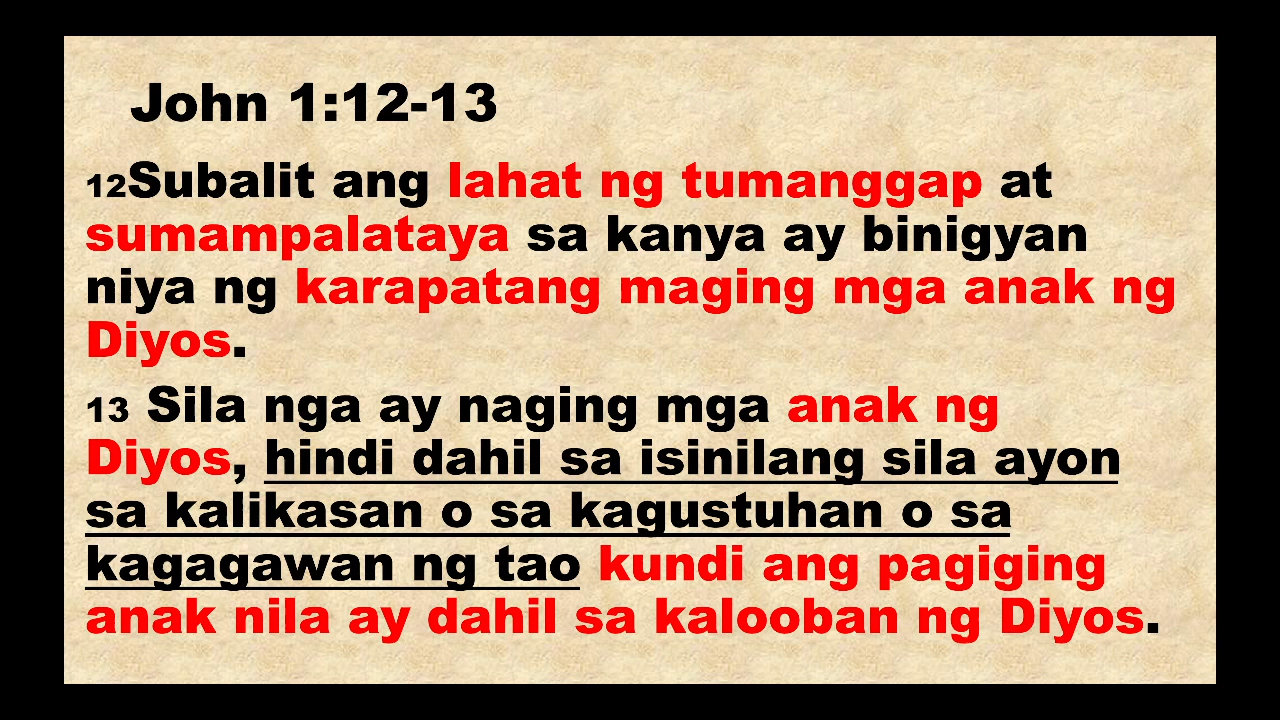 John 1:12-13
12Subalit ang lahat ng tumanggap at
sumampalataya sa kanya ay binigyan
niya ng karapatang maging mga anak ng
Diyos.
13 Sila nga ay naging mga anak ng
Diyos, hindi dahil sa isinilang sila ayon
sa kalikasan o sa kagustuhan o sa
kagagawan ng tao kundi ang pagiging
anak nila ay dahil sa kalooban ng Diyos.